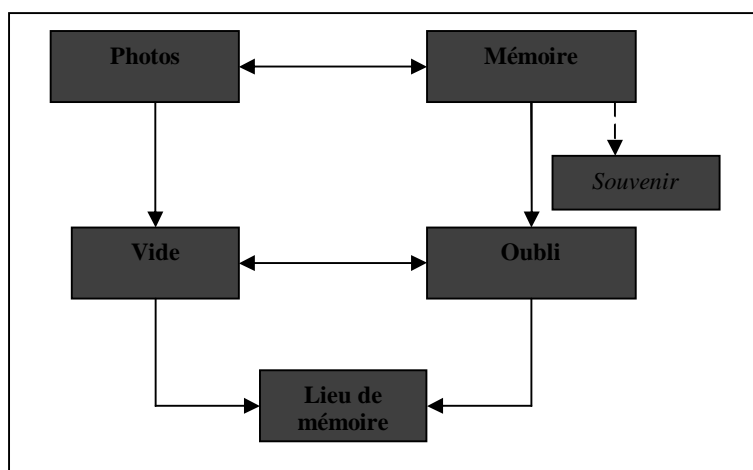 Photos
Mémoire
Souvenir
Vide
Oubli
Lieu de
mémoire